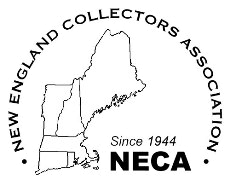 · NEW ENGLAND COLLECTORS ASSOCIATION ·
Since 1944
NECA